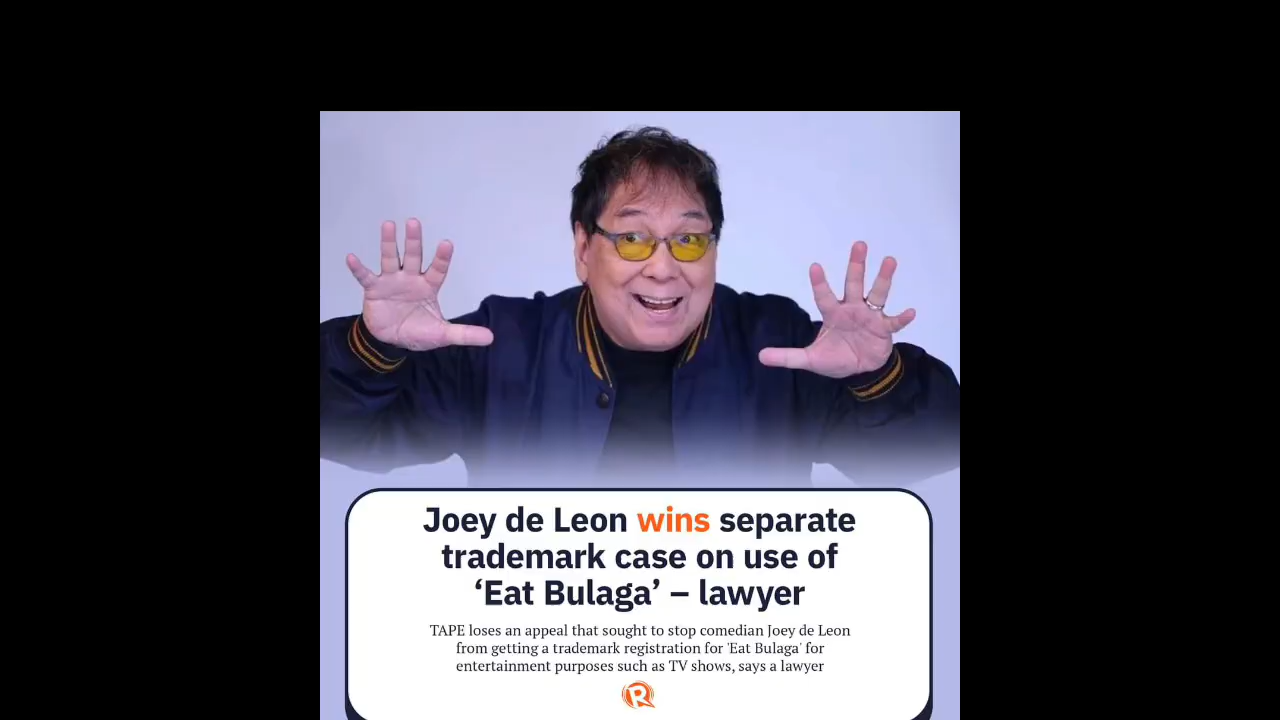 Joey de Leon wins separate
trademark case on use of
‘Eat Bulaga’ – lawyer
TAPE loses an appeal that sought to stop comedian Joey de Leon
from getting a trademark registration for 'Eat Bulaga' for
entertainment purposes such as TV shows, says a lawyer
R